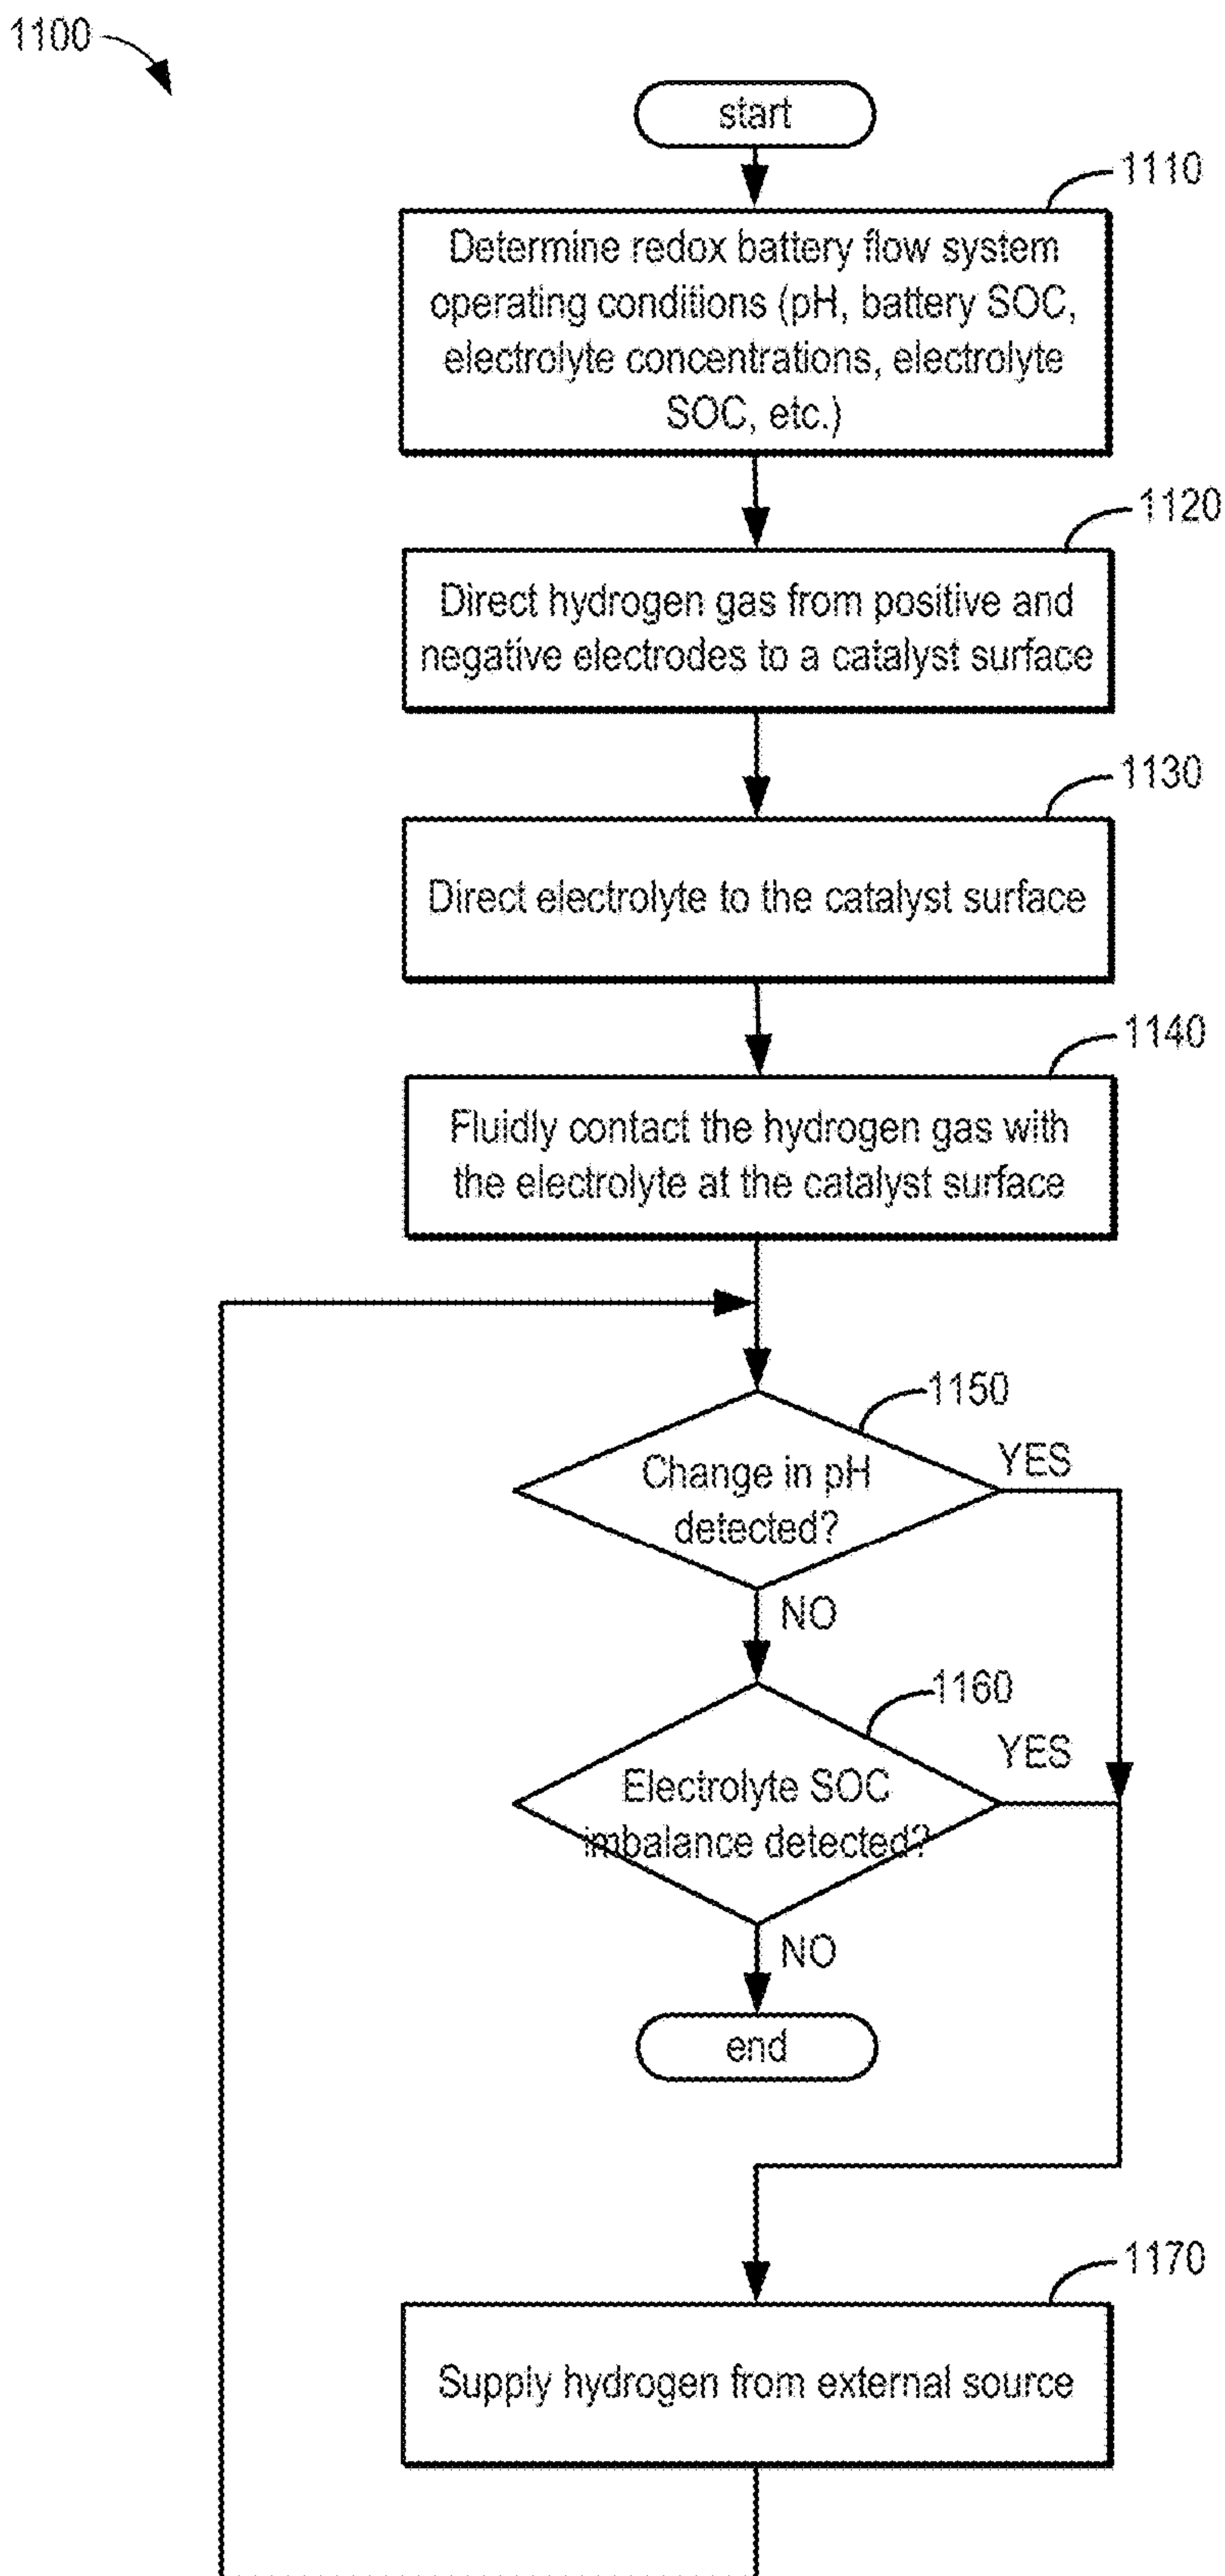 1100
start
1110
Determine redox battery flow system
operating conditions (pH, battery SOC,
electrolyte concentrations, electrolyte
SOC, etc.)
1120
Direct hydrogen gas from positive and
negative electrodes to a catalyst surface
1130
Direct electrolyte to the catalyst surface
1140
Fluidly contact the hydrogen gas with
the electrolyte at the catalyst surface
1150
YES
Change in pH
detected?
NO
1160
YES
Electrolyte SOC
imbalance detected?
NO
end
1170
Supply hydrogen from external source